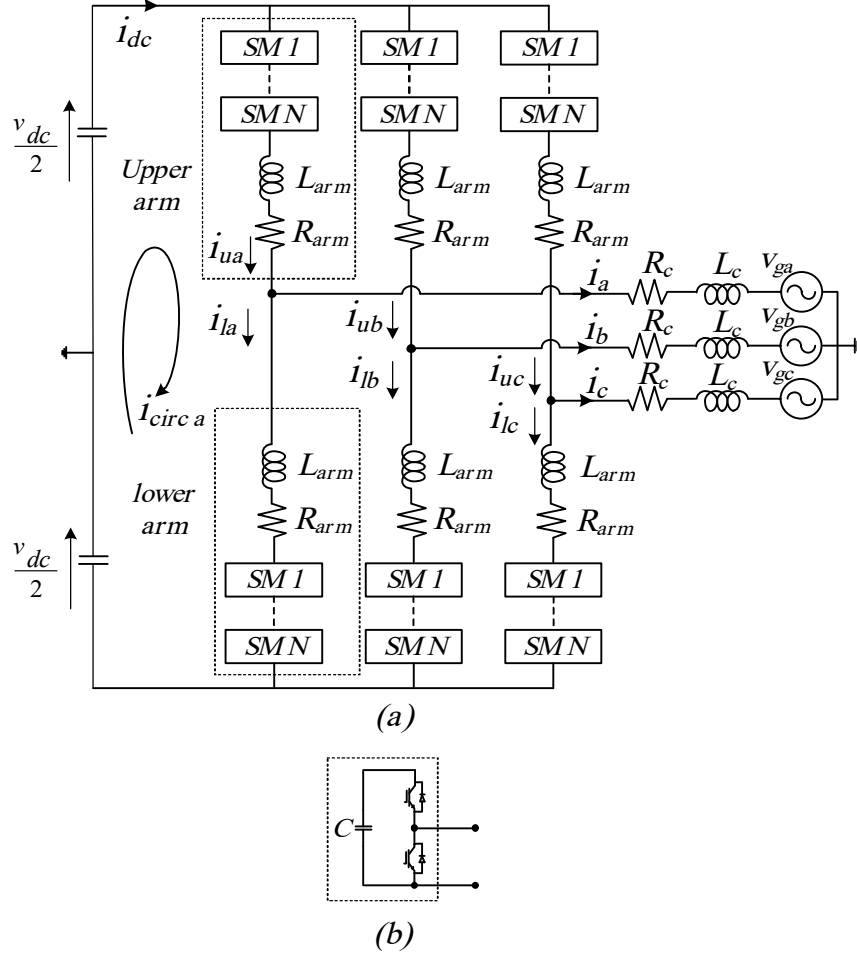 i_dc
SM 1 SM 1 SM 1
SM N SM N SM N
v_dc/2
Upper arm
L_arm L_arm L_arm
R_arm R_arm R_arm
i_ua
i_a R_c L_c v_ga
i_la
i_ub
i_b R_c L_c v_gb
i_lb
i_uc
i_c R_c L_c v_gc
i_circ a
i_lc
lower arm
L_arm L_arm L_arm
R_arm R_arm R_arm
v_dc/2
SM 1 SM 1 SM 1
SM N SM N SM N
(a)
C
(b)